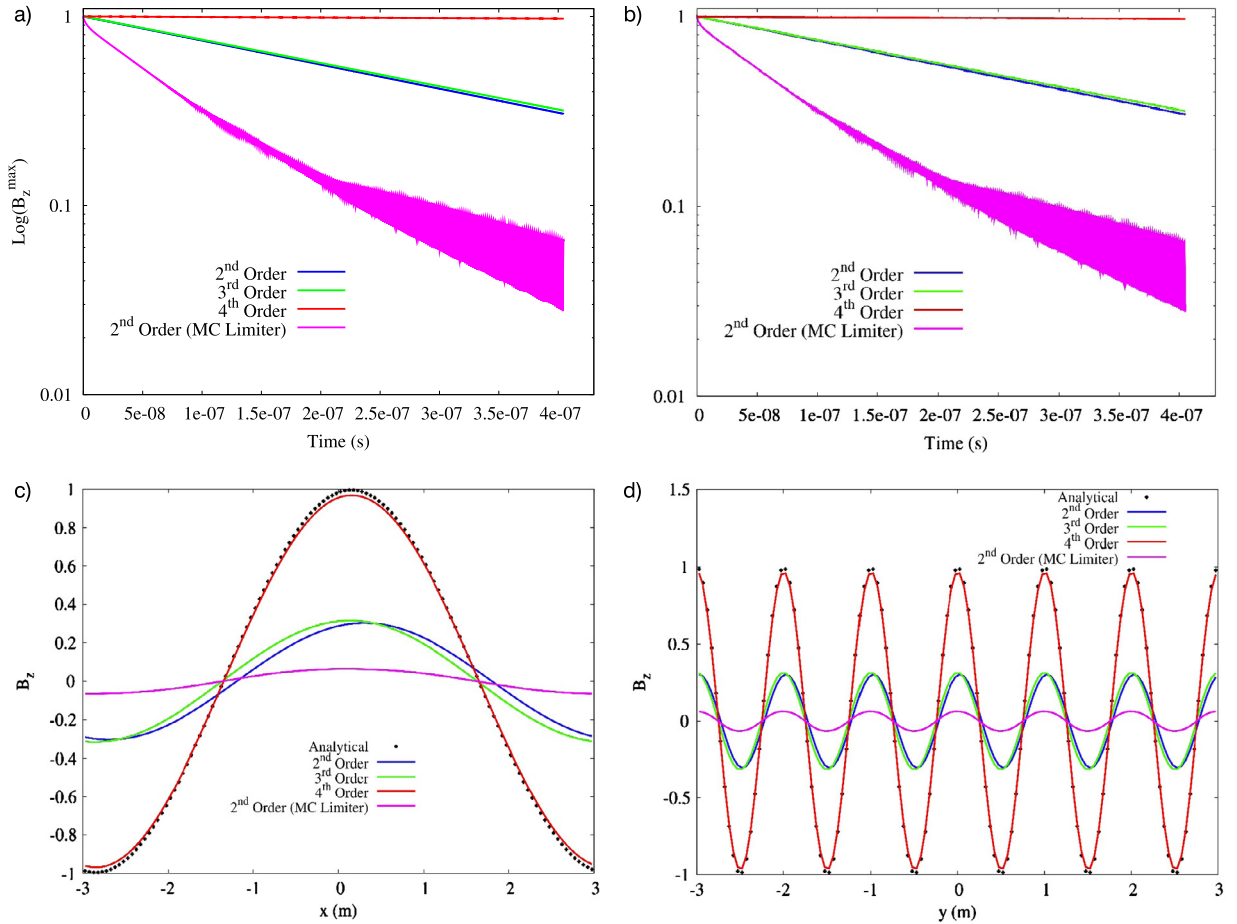 a)
1
0.1
0.01
Log(B_z^max)
2nd Order
3rd Order
4th Order
2nd Order (MC Limiter)
0 5e-08 1e-07 1.5e-07 2e-07 2.5e-07 3e-07 3.5e-07 4e-07
Time (s)
b)
1
0.1
0.01
2nd Order
3rd Order
4th Order
2nd Order (MC Limiter)
0 5e-08 1e-07 1.5e-07 2e-07 2.5e-07 3e-07 3.5e-07 4e-07
Time (s)
c)
1
0.8
0.6
0.4
0.2
0
-0.2
-0.4
-0.6
-0.8
-1
B_z
Analytical
2nd Order
3rd Order
4th Order
2nd Order (MC Limiter)
-3 -2 -1 0 1 2 3
x (m)
d)
1.5
1
0.5
0
-0.5
-1
B_z
Analytical
2nd Order
3rd Order
4th Order
2nd Order (MC Limiter)
-3 -2 -1 0 1 2 3
y (m)